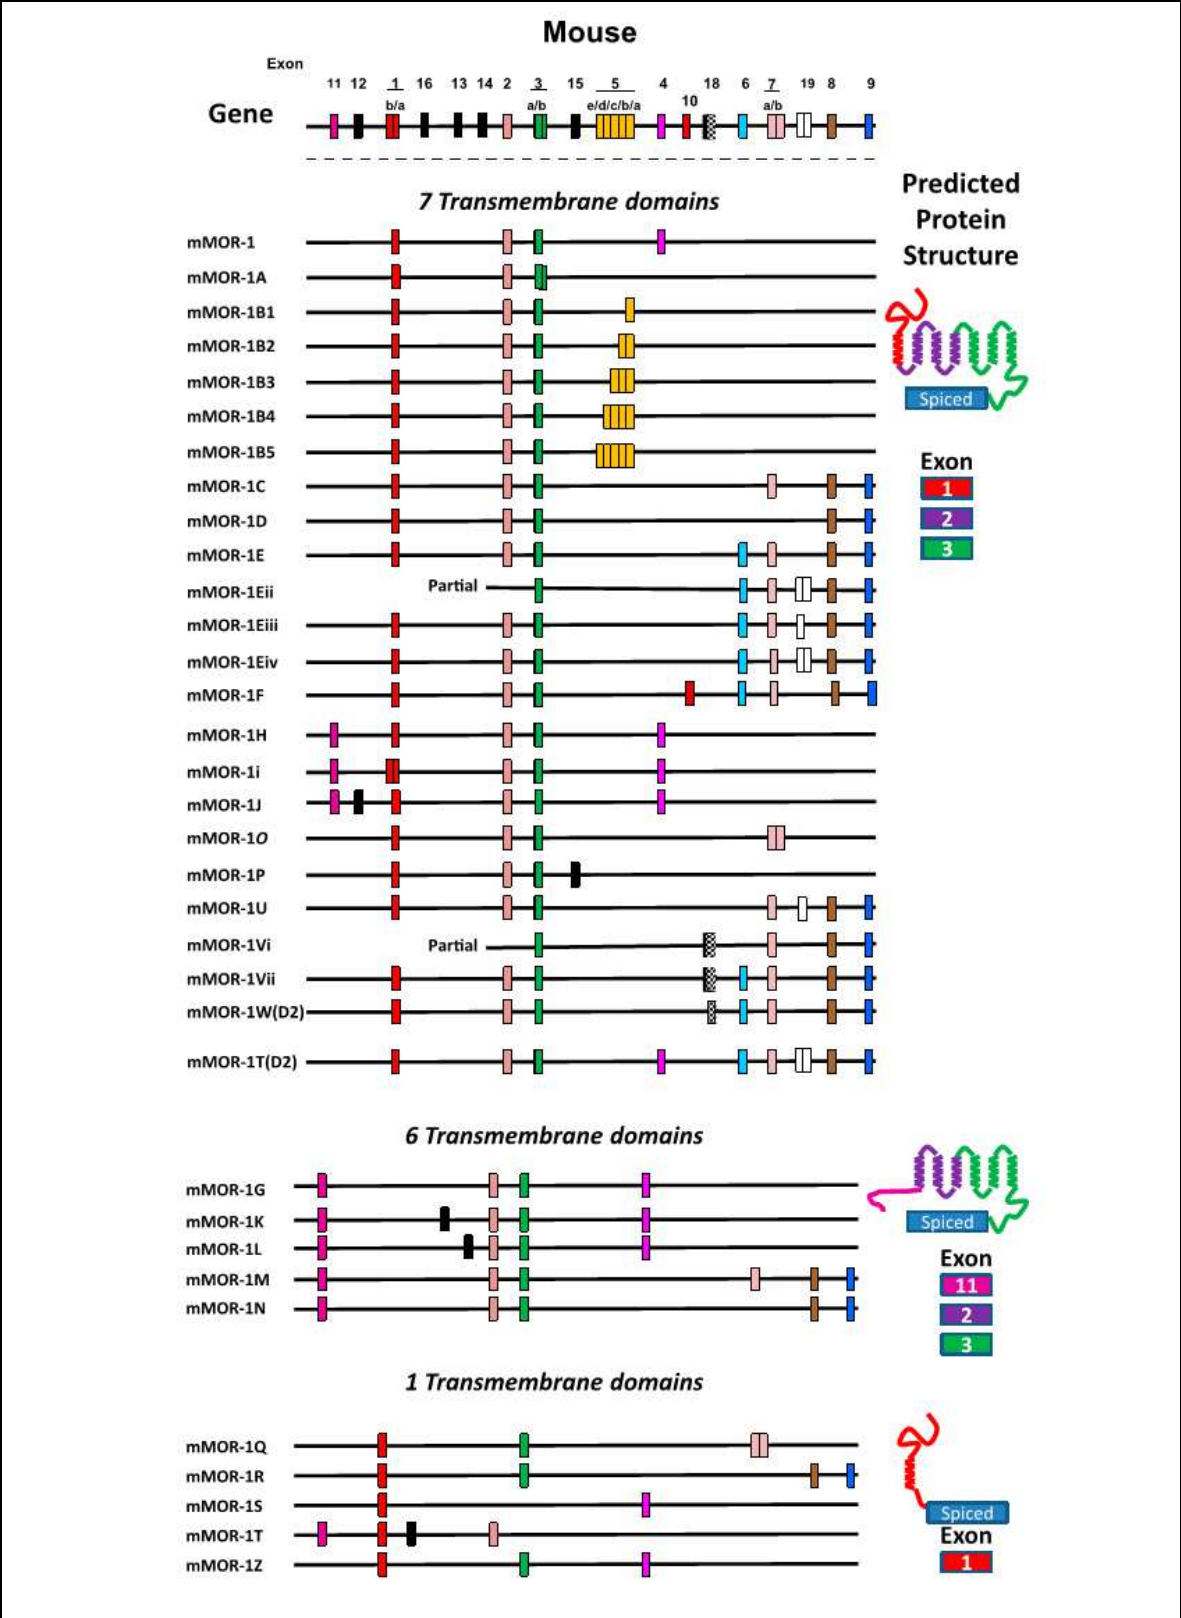 Mouse
Exon
11 12 1 16 13 14 2 3 15 5 4 10 18 6 7 19 8 9
b/a a/b e/d/c/b/a a/b
Gene
7 Transmembrane domains
Predicted
Protein
Structure
mMOR-1
mMOR-1A
mMOR-1B1
mMOR-1B2
mMOR-1B3
Spiced
mMOR-1B4
mMOR-1B5
Exon
mMOR-1C
1
mMOR-1D
2
mMOR-1E
3
mMOR-1Eii
Partial
mMOR-1Eiii
mMOR-1Eiv
mMOR-1F
mMOR-1H
mMOR-1i
mMOR-1J
mMOR-1O
mMOR-1P
mMOR-1U
mMOR-1Vi
Partial
mMOR-1Vii
mMOR-1W(D2)
mMOR-1T(D2)
6 Transmembrane domains
mMOR-1G
mMOR-1K
Spiced
mMOR-1L
Exon
mMOR-1M
11
mMOR-1N
2
3
1 Transmembrane domains
mMOR-1Q
mMOR-1R
mMOR-1S
Spiced
mMOR-1T
Exon
mMOR-1Z
1